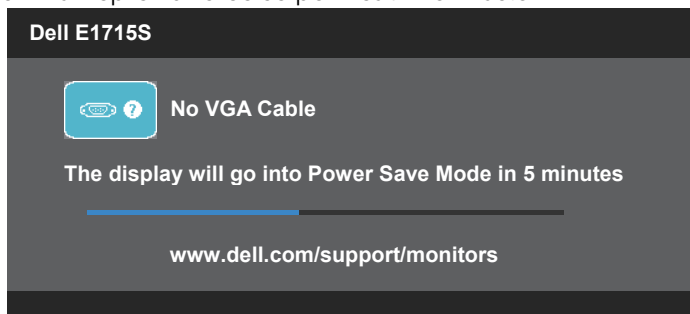 Dell E1715S
?
No VGA Cable
The display will go into Power Save Mode in 5 minutes
www.dell.com/support/monitors